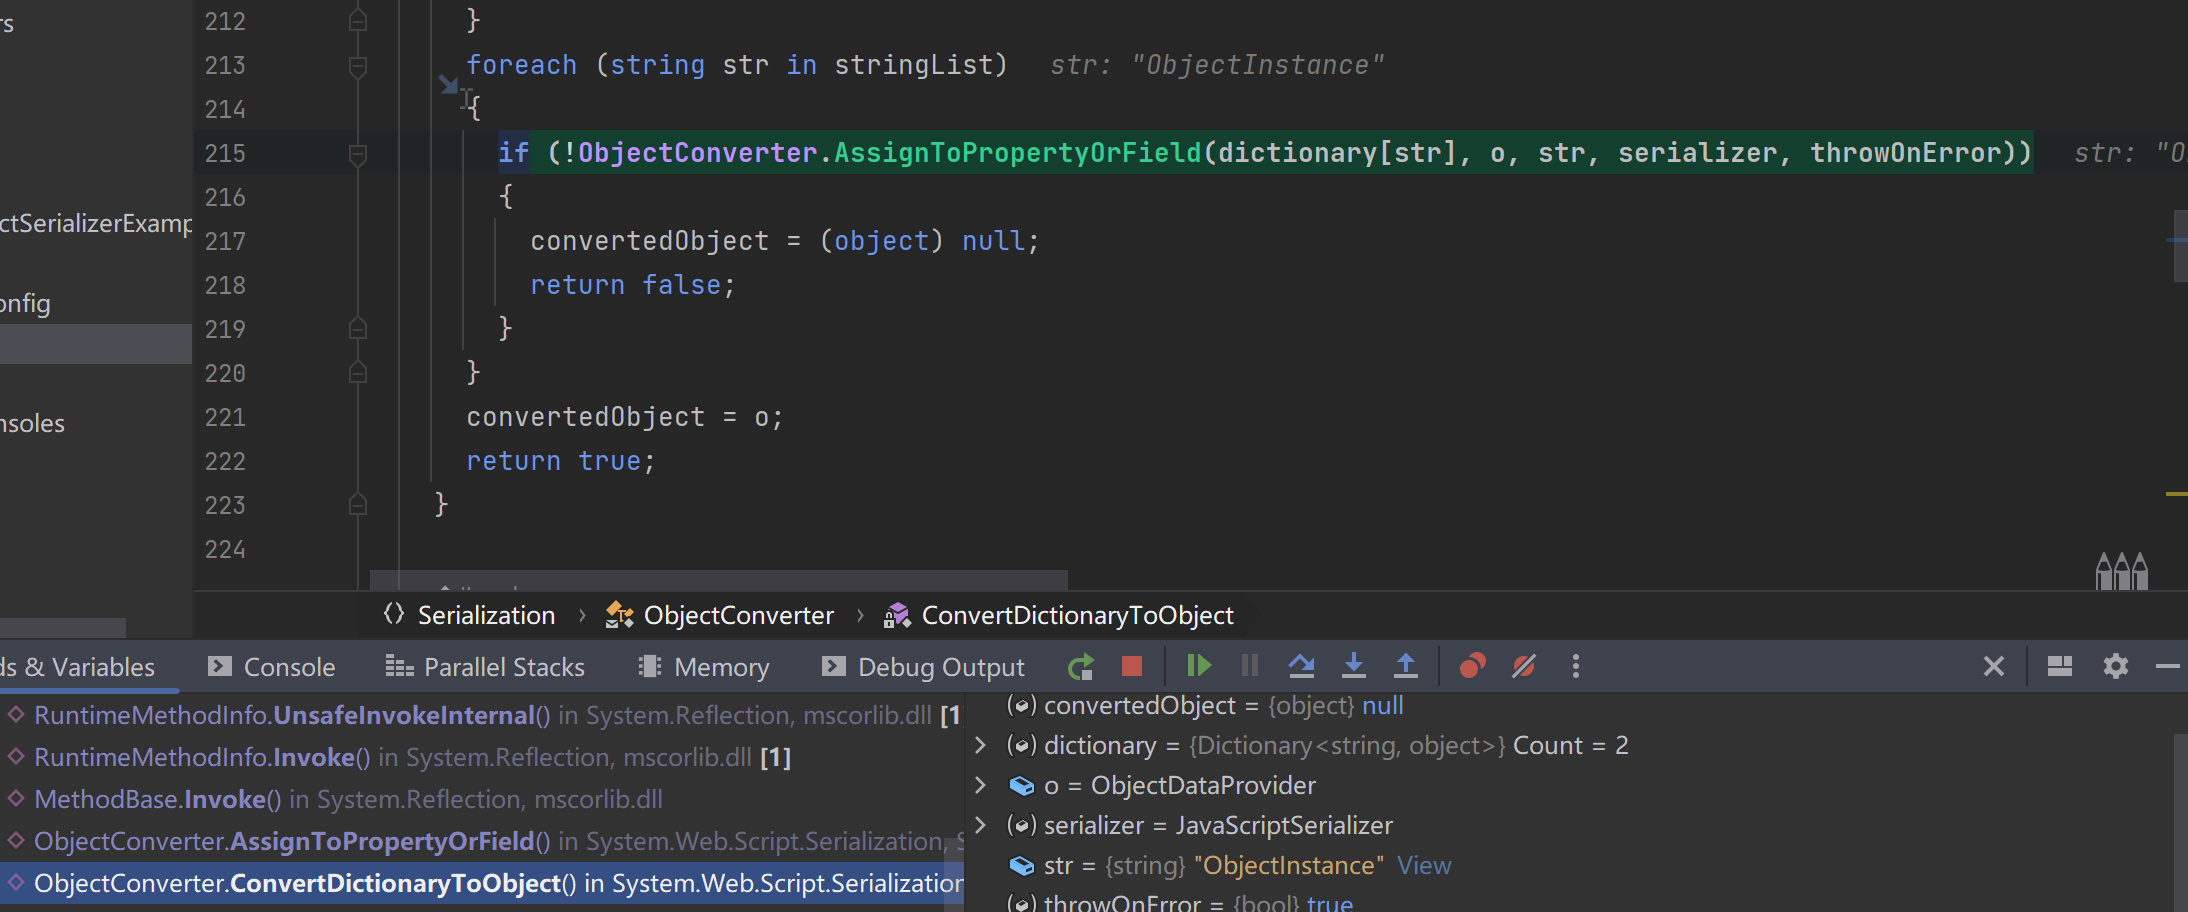 rs
ctSerializerExamp
onfig
nsoles
212 }
213 foreach (string str in stringList) str: "ObjectInstance"
214 {
215 if (!ObjectConverter.AssignToPropertyOrField(dictionary[str], o, str, serializer, throwOnError)) str: "O
216 {
217 convertedObject = (object) null;
218 return false;
219 }
220 }
221 convertedObject = o;
222 return true;
223 }
224
Serialization › ObjectConverter › ConvertDictionaryToObject
ds & Variables Console Parallel Stacks Memory Debug Output
RuntimeMethodInfo.UnsafeInvokeInternal() in System.Reflection, mscorlib.dll [1
RuntimeMethodInfo.Invoke() in System.Reflection, mscorlib.dll [1]
MethodBase.Invoke() in System.Reflection, mscorlib.dll
ObjectConverter.AssignToPropertyOrField() in System.Web.Script.Serialization, S
ObjectConverter.ConvertDictionaryToObject() in System.Web.Script.Serialization
convertedObject = {object} null
dictionary = {Dictionary<string, object>} Count = 2
o = ObjectDataProvider
serializer = JavaScriptSerializer
str = {string} "ObjectInstance" View
throwOnError = {bool} true